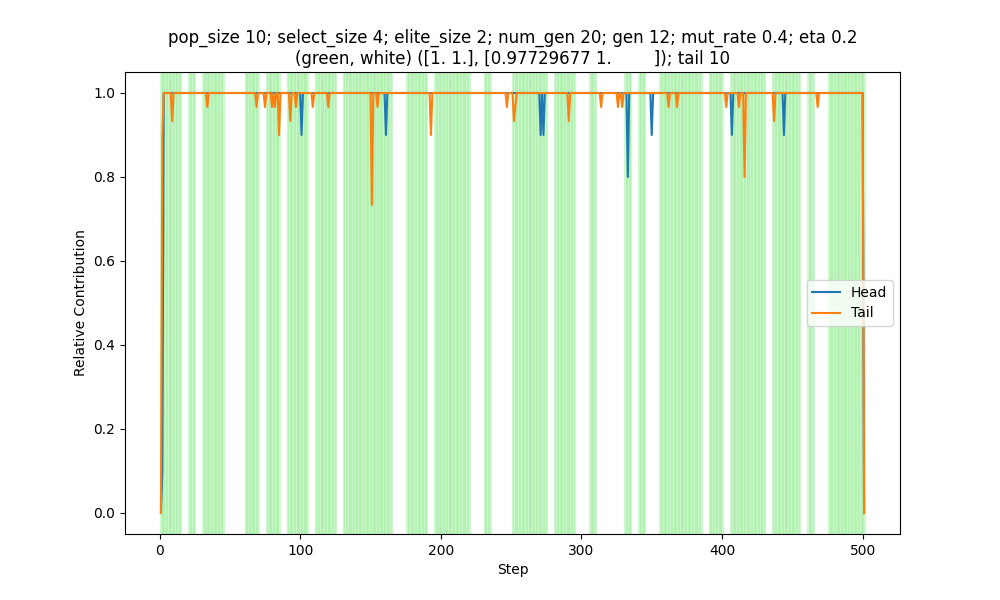 pop_size 10; select_size 4; elite_size 2; num_gen 20; gen 12; mut_rate 0.4; eta 0.2
(green, white) ([1. 1.], [0.97729677 1.         ]); tail 10
1.0
0.8
0.6
0.4
0.2
0.0
Relative Contribution
Head
Tail
0
100
200
300
400
500
Step